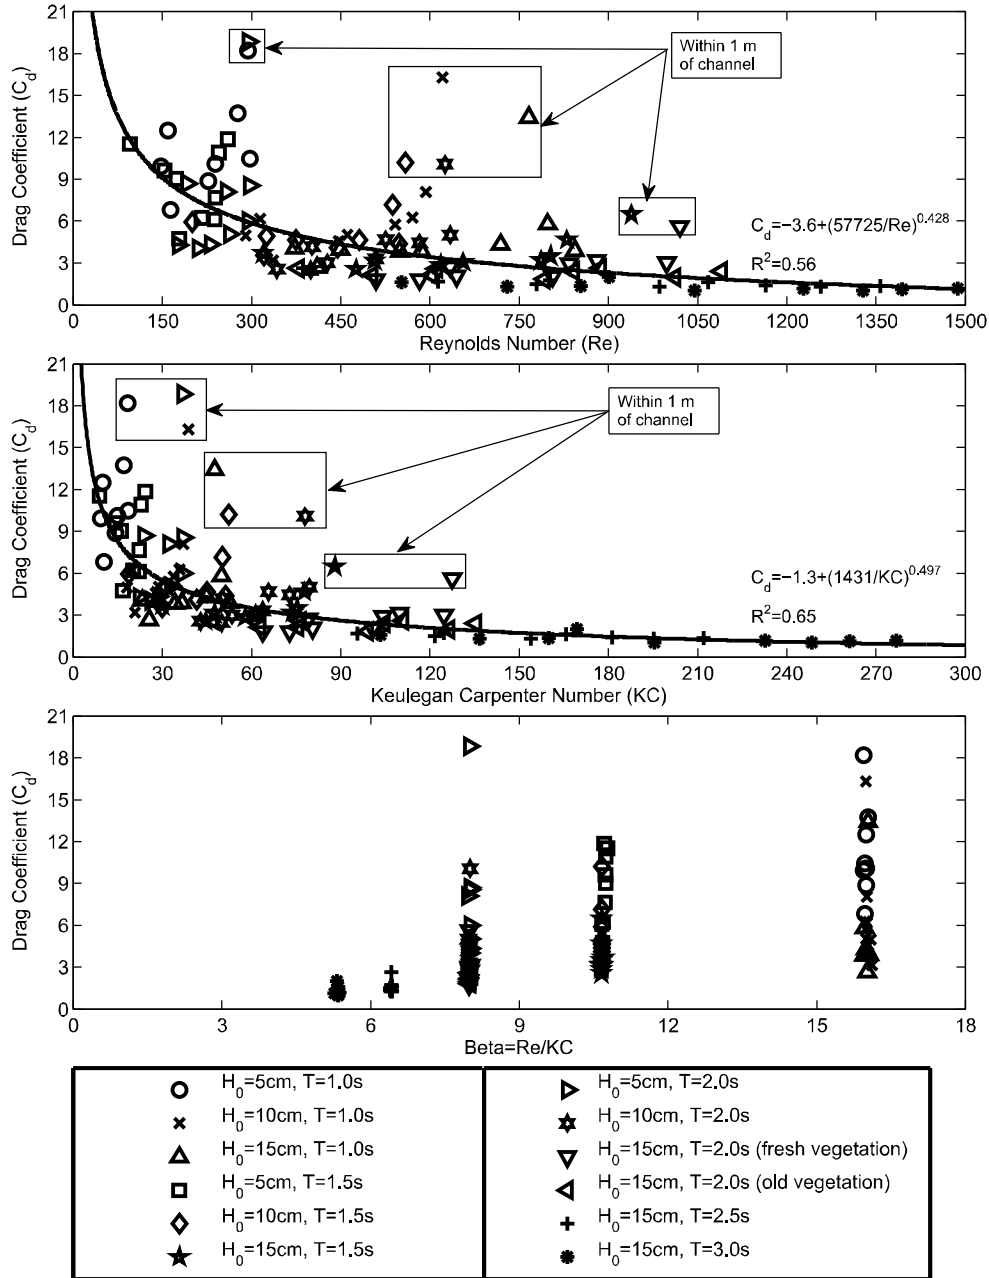 21
18
15
12
9
6
3
0
Drag Coefficient (C_d)
Within 1 m
of channel
C_d=−3.6+(57725/Re)^0.428
R^2=0.56
0 150 300 450 600 750 900 1050 1200 1350 1500
Reynolds Number (Re)
21
18
15
12
9
6
3
0
Drag Coefficient (C_d)
Within 1 m
of channel
C_d=−1.3+(1431/KC)^0.497
R^2=0.65
0 30 60 90 120 150 180 210 240 270 300
Keulegan Carpenter Number (KC)
21
18
15
12
9
6
3
0
Drag Coefficient (C_d)
0 3 6 9 12 15 18
Beta=Re/KC
H_0=5cm, T=1.0s
H_0=10cm, T=1.0s
H_0=15cm, T=1.0s
H_0=5cm, T=1.5s
H_0=10cm, T=1.5s
H_0=15cm, T=1.5s
H_0=5cm, T=2.0s
H_0=10cm, T=2.0s
H_0=15cm, T=2.0s (fresh vegetation)
H_0=15cm, T=2.0s (old vegetation)
H_0=15cm, T=2.5s
H_0=15cm, T=3.0s